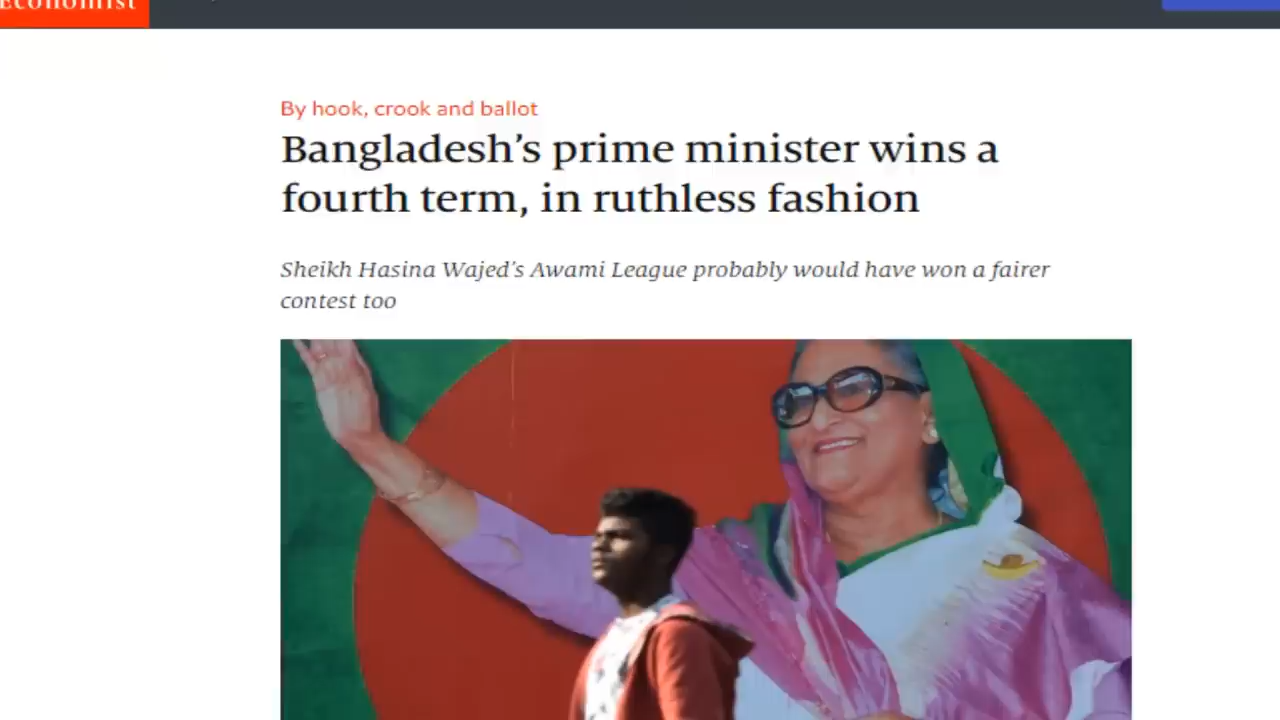 Economist
By hook, crook and ballot
Bangladesh’s prime minister wins a
fourth term, in ruthless fashion
Sheikh Hasina Wajed’s Awami League probably would have won a fairer
contest too